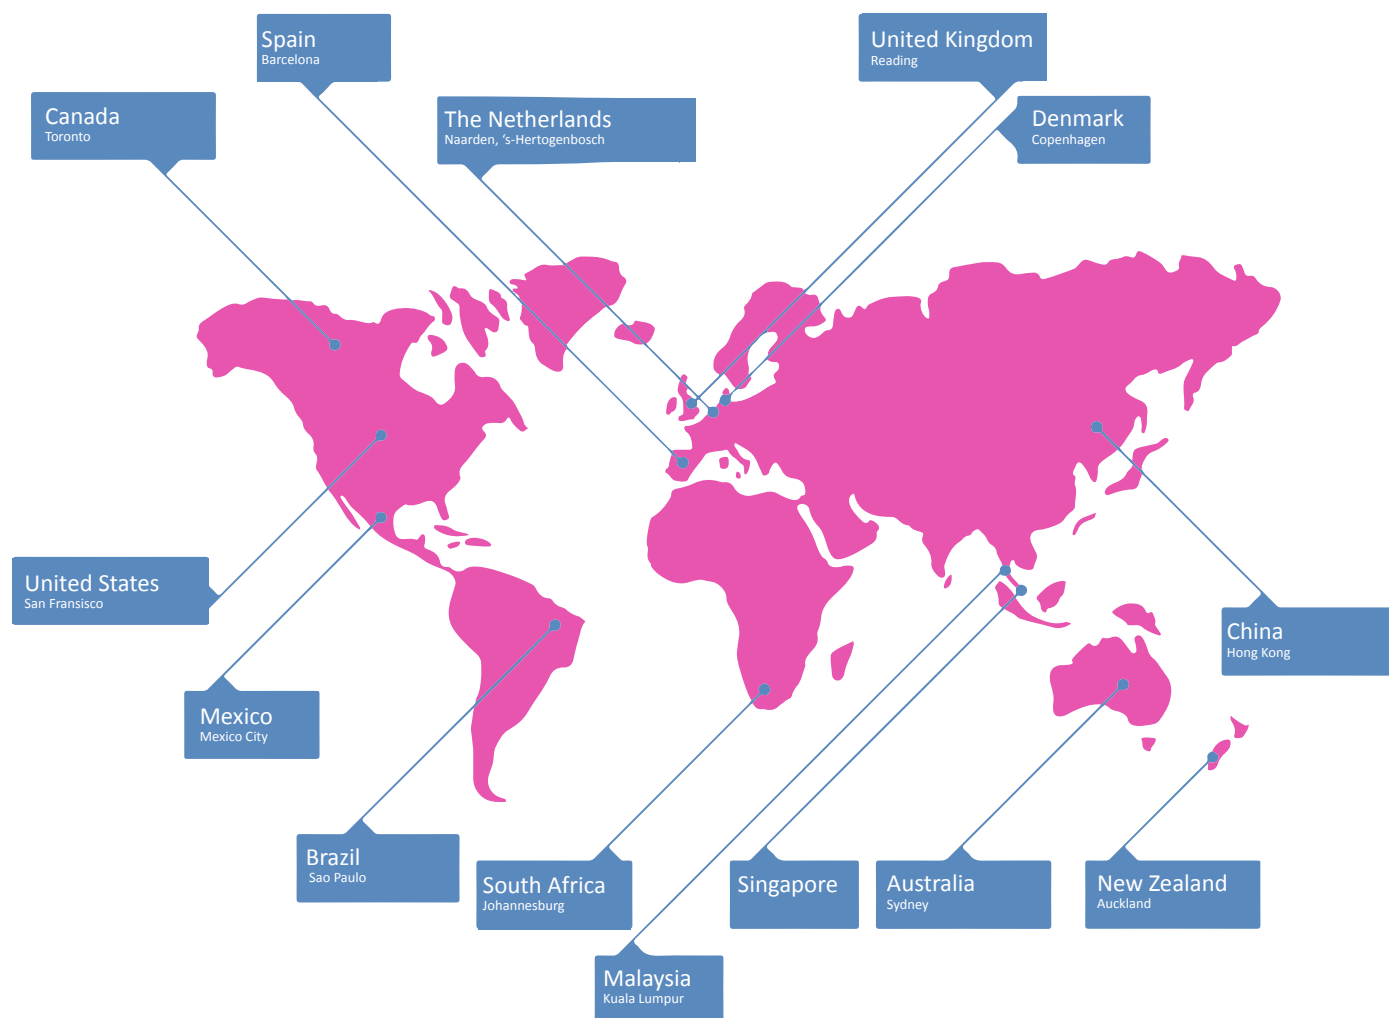 Spain
Barcelona
United Kingdom
Reading
Canada
Toronto
The Netherlands
Naarden, ‘s-Hertogenbosch
Denmark
Copenhagen
United States
San Fransisco
China
Hong Kong
Mexico
Mexico City
Brazil
Sao Paulo
South Africa
Johannesburg
Singapore
Australia
Sydney
New Zealand
Auckland
Malaysia
Kuala Lumpur